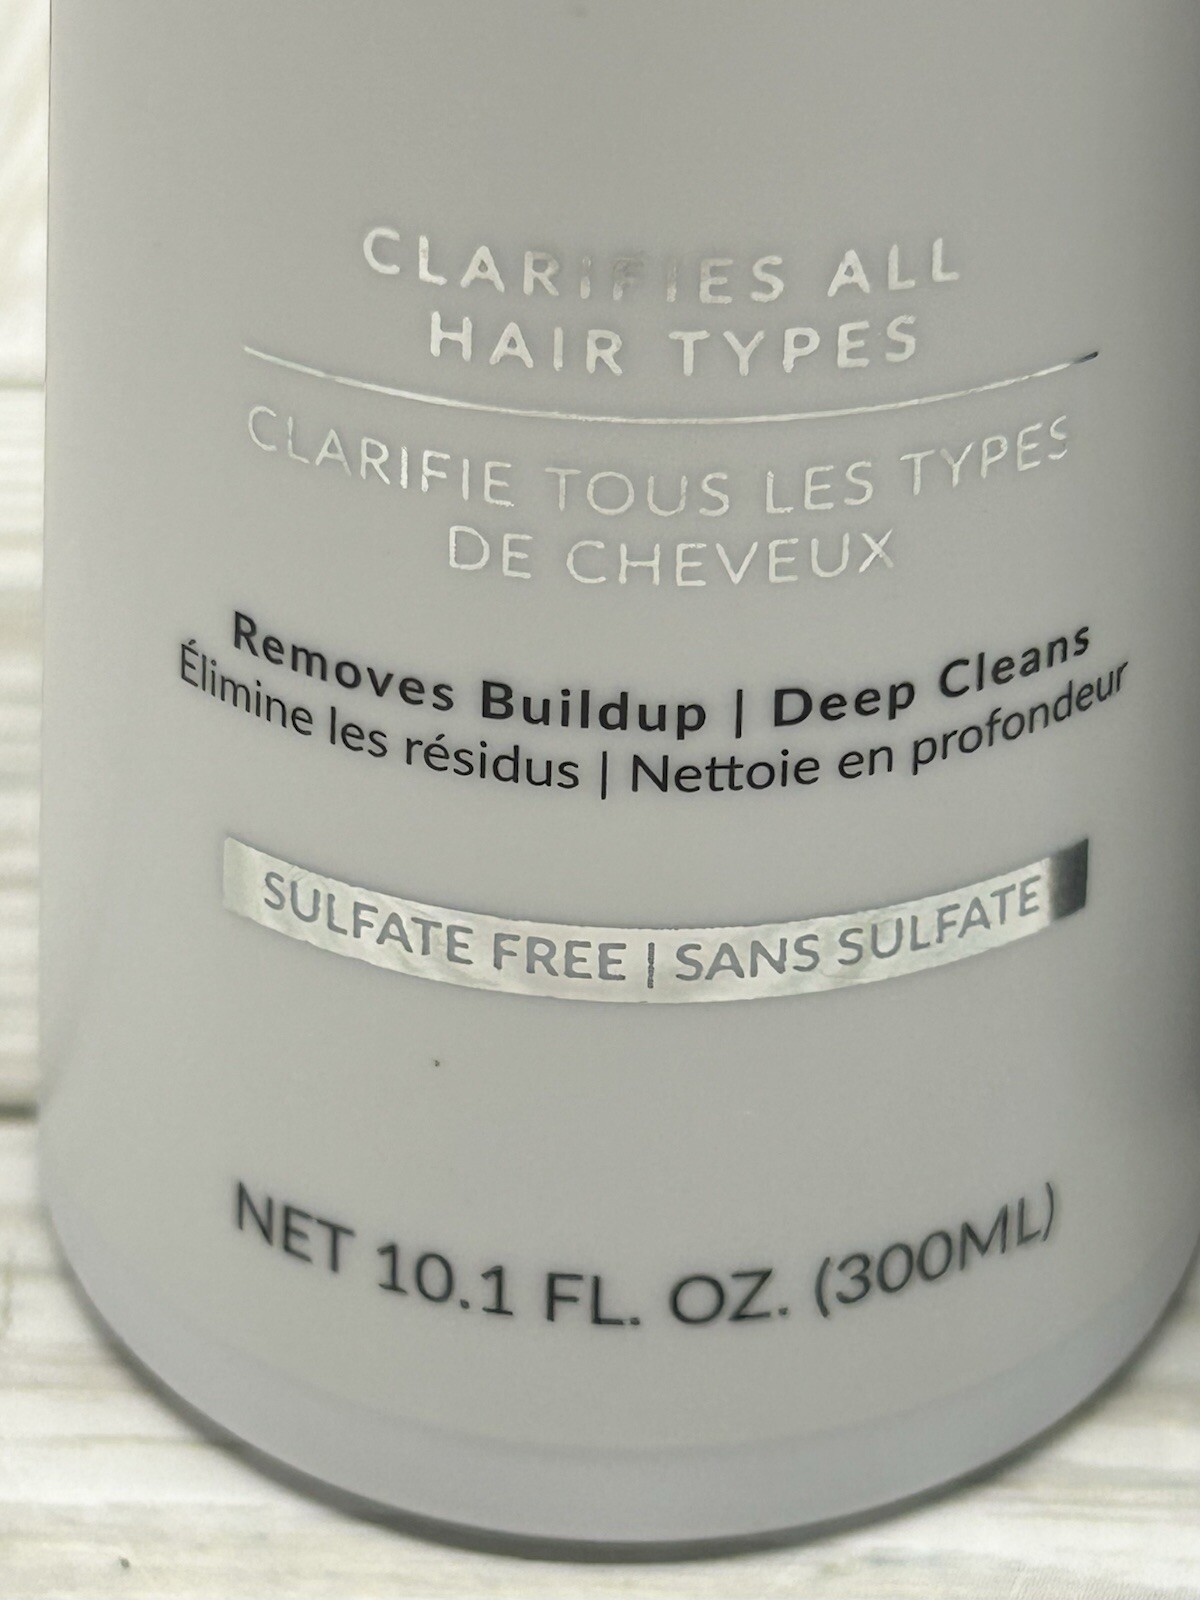 CLARIFIES ALL
HAIR TYPES
CLARIFIE TOUS LES TYPES
DE CHEVEUX
Removes Buildup | Deep Cleans
Élimine les résidus | Nettoie en profondeur
SULFATE FREE | SANS SULFATE
NET 10.1 FL. OZ. (300ML)